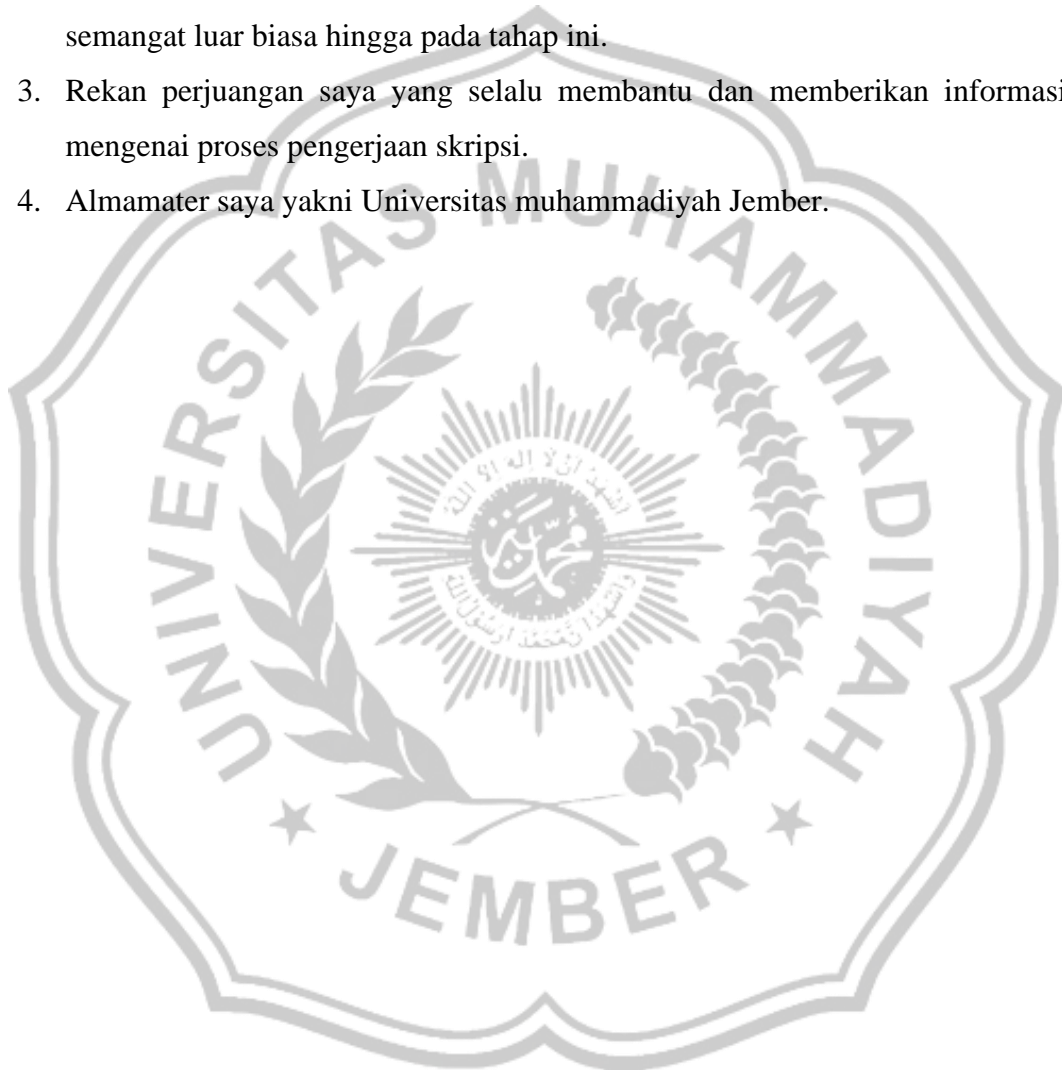 semangat luar biasa hingga pada tahap ini.
3. Rekan perjuangan saya yang selalu membantu dan memberikan informasi
mengenai proses pengerjaan skripsi.
4. Almamater saya yakni Universitas muhammadiyah Jember.
UNIVERSITAS MUHAMMADIYAH
JEMBER